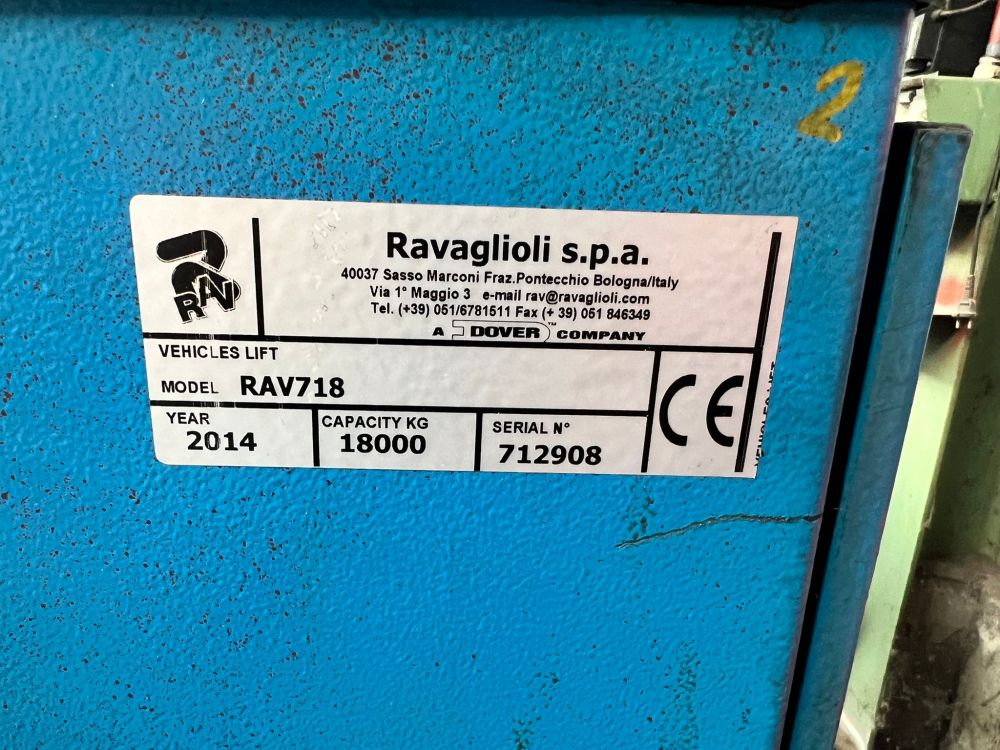 2
RAV
Ravaglioli s.p.a.
40037 Sasso Marconi Fraz.Pontecchio Bologna/Italy
Via 1° Maggio 3 e-mail rav@ravaglioli.com
Tel. (+39) 051/6781511 Fax (+ 39) 051 846349
A DOVER™ COMPANY
VEHICLES LIFT
MODEL RAV718
YEAR
2014
CAPACITY KG
18000
SERIAL N°
712908
CE